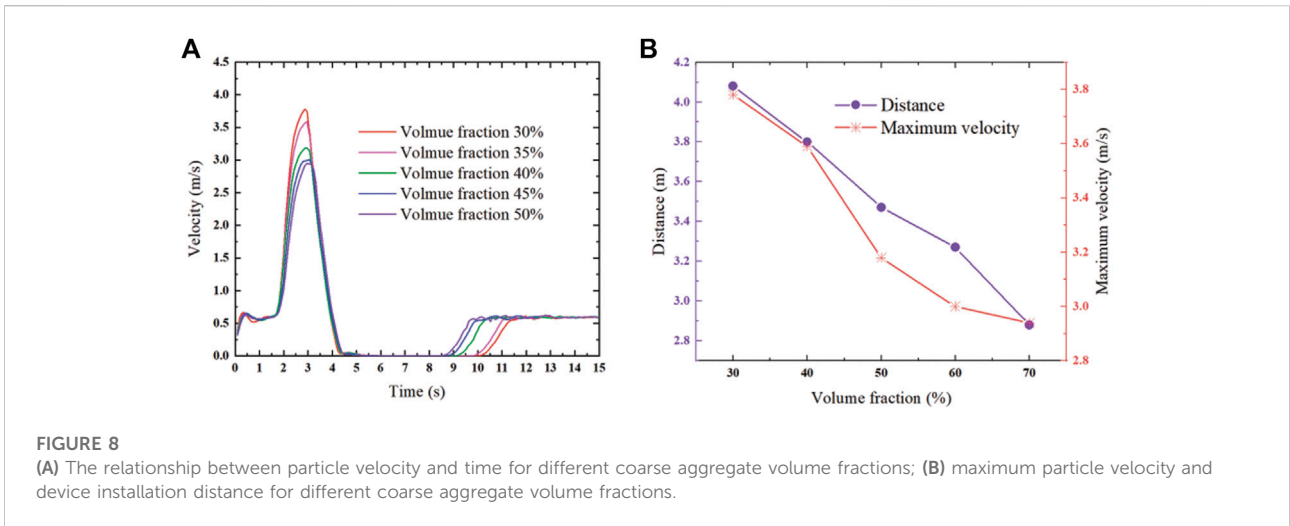 A
4.5
4.0
3.5
3.0
2.5
2.0
1.5
1.0
0.5
0.0
Velocity (m/s)
Volmue fraction 30%
Volmue fraction 35%
Volmue fraction 40%
Volmue fraction 45%
Volmue fraction 50%
0 1 2 3 4 5 6 7 8 9 10 11 12 13 14 15
Time (s)
B
4.2
4.0
3.8
3.6
3.4
3.2
3.0
2.8
Distance (m)
Distance
Maximum velocity
3.8
3.6
3.4
3.2
3.0
2.8
Maximum velocity (m/s)
30 40 50 60 70
Volume fraction (%)
FIGURE 8
(A) The relationship between particle velocity and time for different coarse aggregate volume fractions; (B) maximum particle velocity and
device installation distance for different coarse aggregate volume fractions.